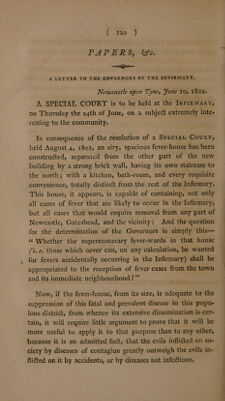 ( 120 )
PAPERS, &c.
A LETTER TO THE GOVERNORS OF THE INFIRMARY.
Newcastle upon Tyne, June 10, 1802.
A SPECIAL COURT is to be held at the INFIRMARY,
on Thursday the 24th of June, on a subject extremely inte-
resting to the community.
In consequence of the resolution of a SPECIAL COURT,
held August 4, 1801, an airy, spacious fever-house has been
constructed, separated from the other part of the new
building by a strong brick wall, having its own staircase to
the north; with a kitchen, bath-room, and every requisite
convenience, totally distinct from the rest of the Infirmary.
This house, it appears, is capable of containing, not only
all cases of fever that are likely to occur in the Infirmary,
but all cases that would require removal from any part of
Newcastle, Gateshead, and the vicinity: And the question
for the determination of the Governors is simply this—
"Whether the supernumerary fever-wards in that house
(i. e. those which never can, on any calculation, be wanted
for fevers accidentally occurring in the Infirmary) shall be
appropriated to the reception of fever cases from the town
and its immediate neighbourhood?"
Now, if the fever-house, from its size, is adequate to the
suppression of this fatal and prevalent disease in this popu-
lous district, from whence its extensive dissemination is cer-
tain, it will require little argument to prove that it will be
more useful to apply it to that purpose than to any other,
because it is an admitted fact, that the evils inflicted on so-
ciety by diseases of contagion greatly outweigh the evils in-
flicted on it by accidents, or by diseases not infectious.